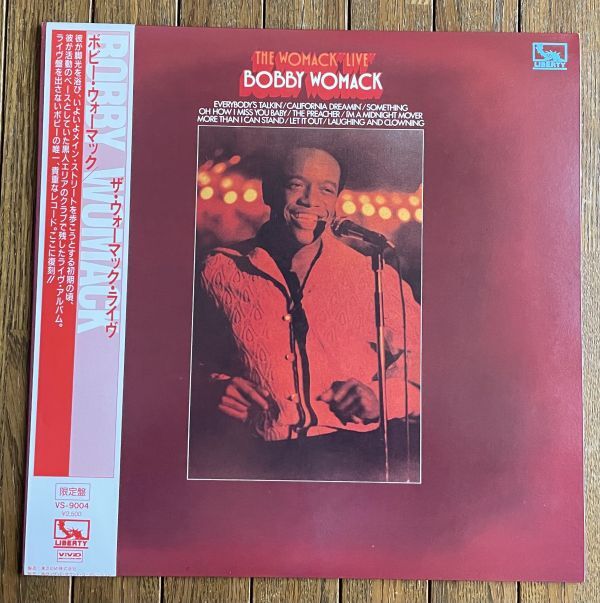 THE WOMACK "LIVE"
BOBBY WOMACK
EVERYBODY'S TALKIN'/CALIFORNIA DREAMIN'/SOMETHING
OH HOW I MISS YOU BABY/THE PREACHER/I'M A MIDNIGHT MOVER
MORE THAN I CAN STAND/LET IT OUT/LAUGHING AND CLOWNING
LIBERTY
BOBBY WOMACK
ボビー・ウォーマック
ザ・ウォーマック・ライヴ
彼が脚光を浴び、いよいよメイン・ストリートを歩こうとする初期の頃、
彼が活動のベースとしていた黒人エリアのクラブで残したライヴ・アルバム。
ライヴ盤を出さないボビーの唯一、貴重なレコード。ここに復刻!!
限定盤
VS-9004
¥2,500
LIBERTY
VIVID